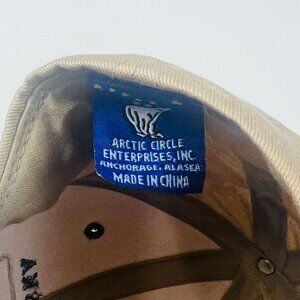 ARCTIC CIRCLE
ENTERPRISES, INC.
ANCHORAGE, ALASKA
MADE IN CHINA